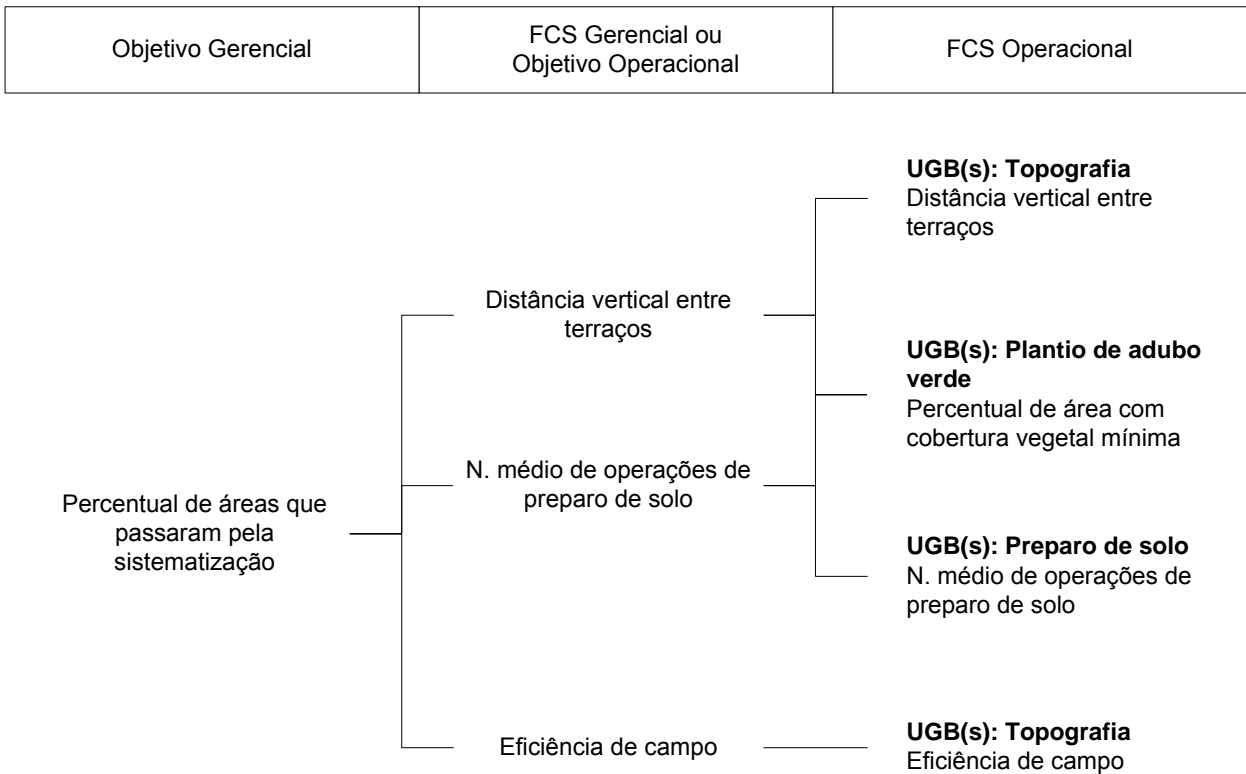 Objetivo Gerencial
FCS Gerencial ou
Objetivo Operacional
FCS Operacional
Percentual de áreas que
passaram pela
sistematização
Distância vertical entre
terraços
N. médio de operações de
preparo de solo
Eficiência de campo
UGB(s): Topografia
Distância vertical entre
terraços
UGB(s): Plantio de adubo
verde
Percentual de área com
cobertura vegetal mínima
UGB(s): Preparo de solo
N. médio de operações de
preparo de solo
UGB(s): Topografia
Eficiência de campo